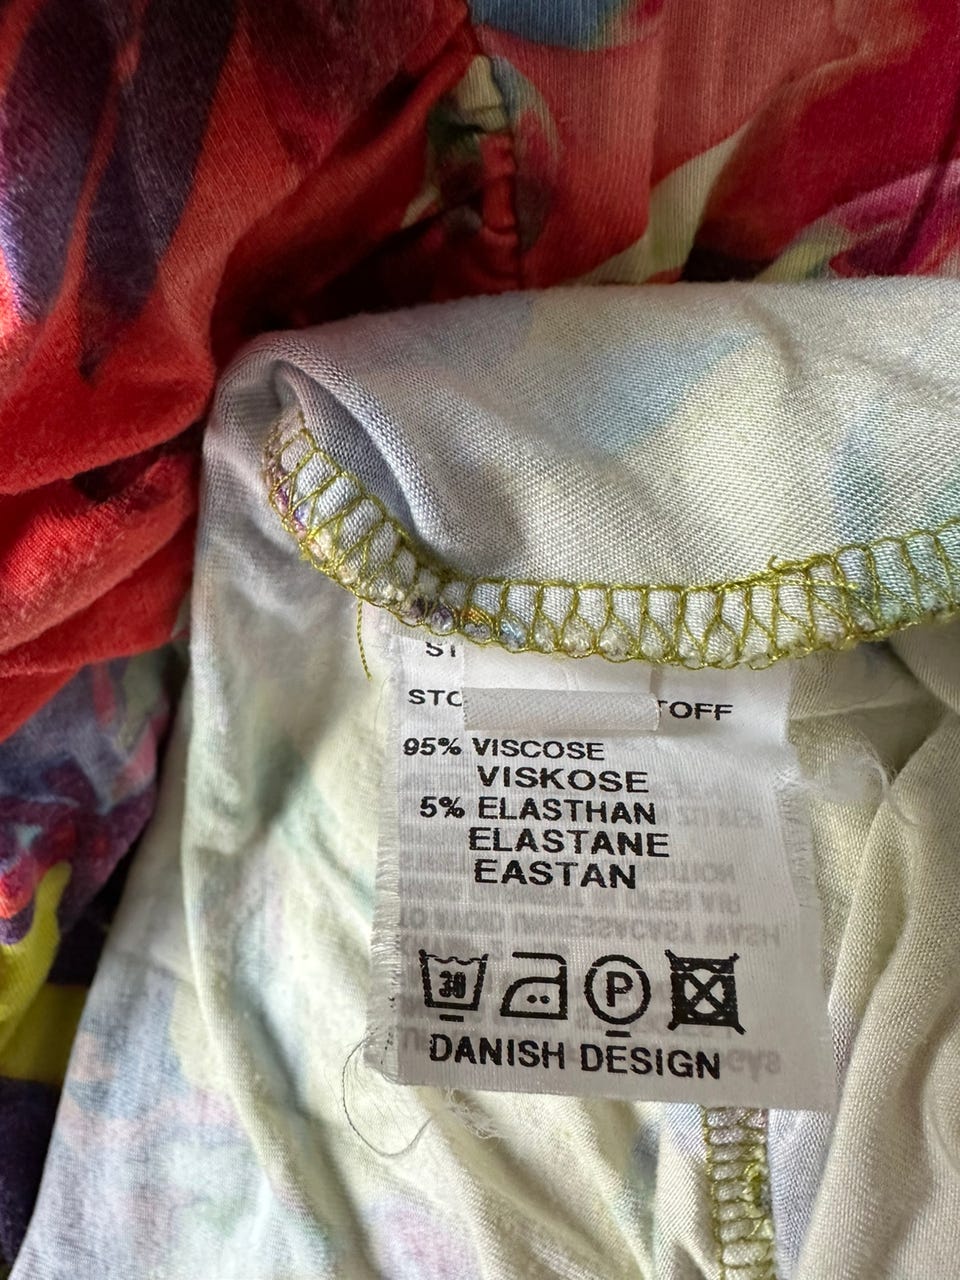 STO TOFF
95% VISCOSE
VISKOSE
5% ELASTHAN
ELASTANE
EASTAN
30 P
DANISH DESIGN